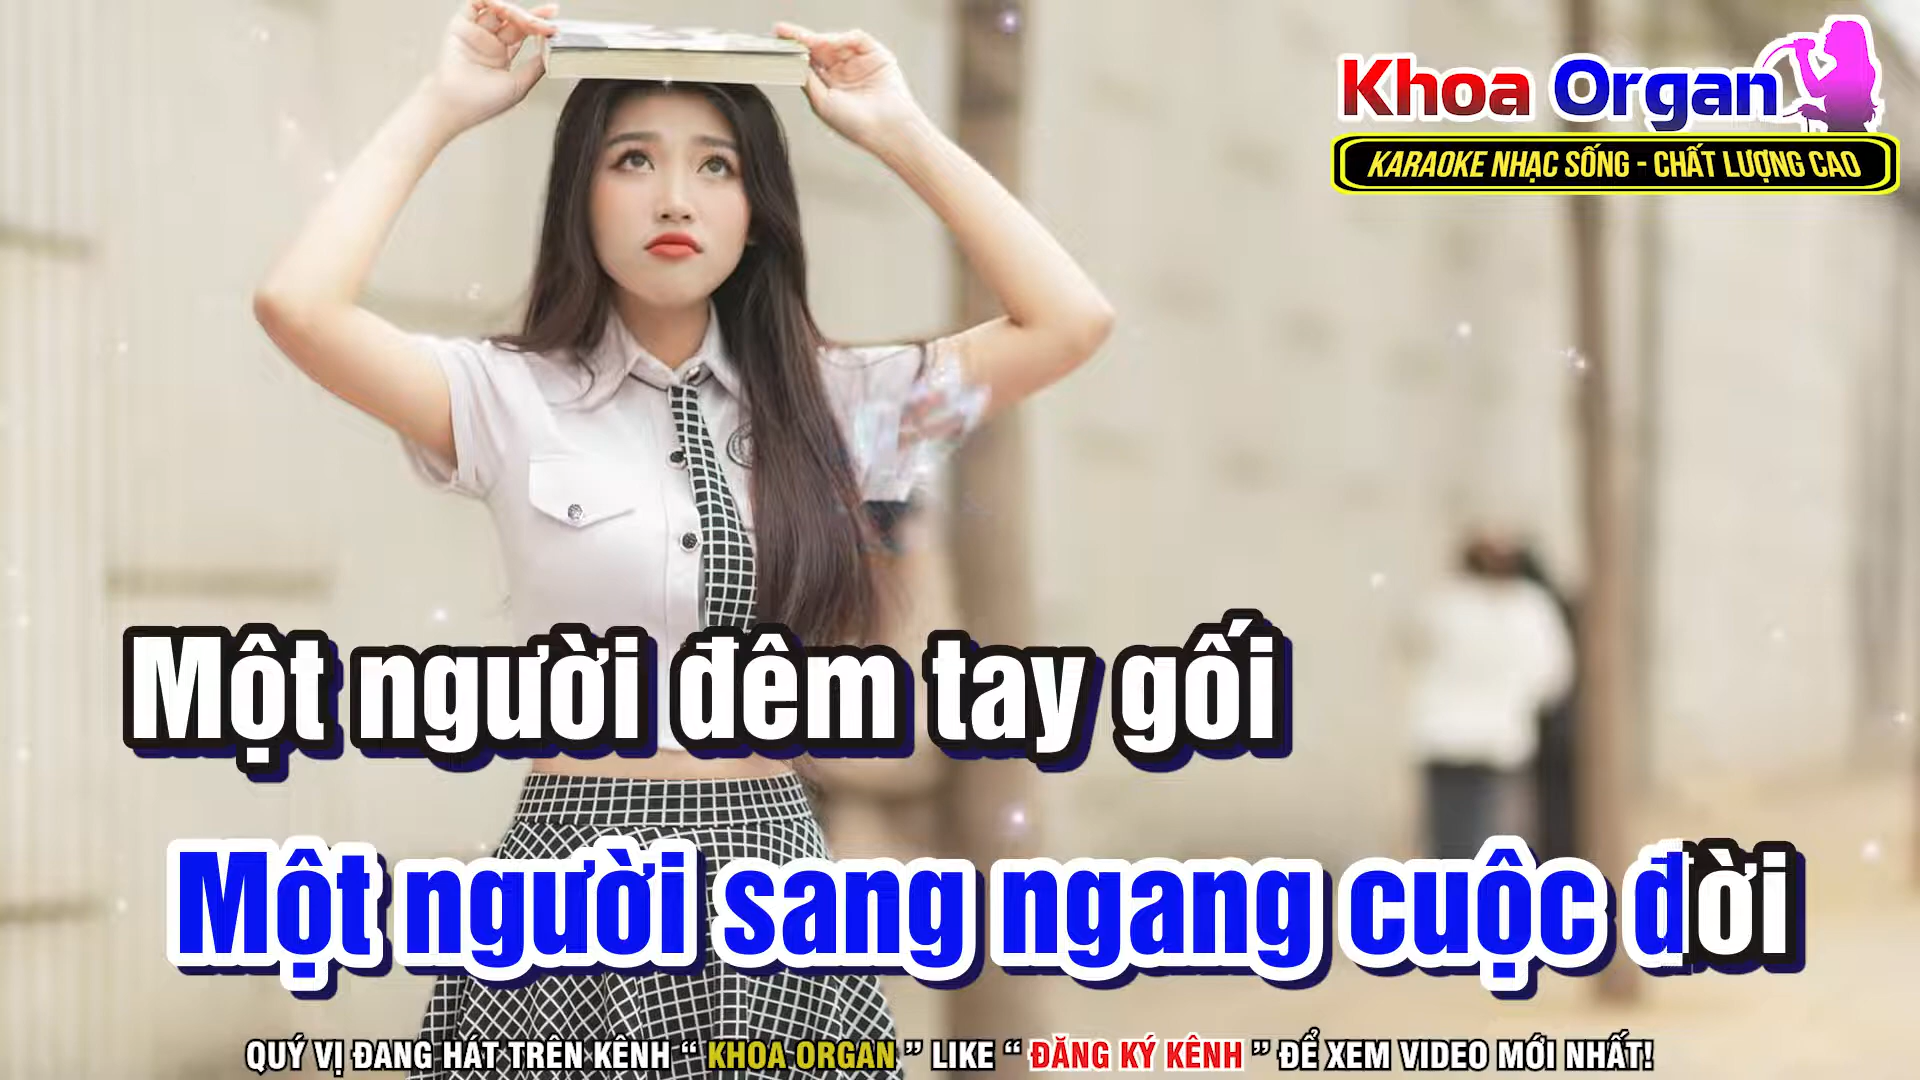 Khoa Organ
KARAOKE NHẠC SỐNG - CHẤT LƯỢNG CAO
Một người đêm tay gối
Một người sang ngang cuộc đời
QUÝ VỊ ĐANG HÁT TRÊN KÊNH “ KHOA ORGAN ” LIKE “ ĐĂNG KÝ KÊNH ” ĐỂ XEM VIDEO MỚI NHẤT!